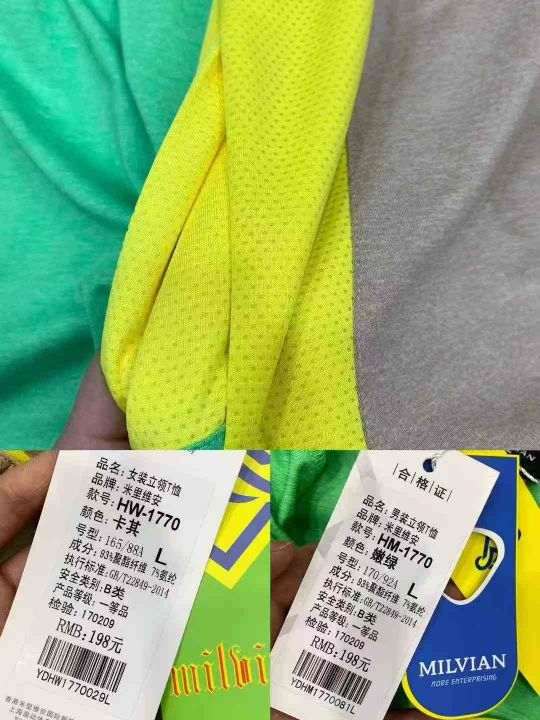 品名: 女装立领T恤
品牌: 米里维安
款号: HW-1770
颜色: 卡其
号型: 165/88A L
成分: 93%聚酯纤维 7%氨纶
执行标准: GB/T22849-2014
安全类别: B类
产品等级: 一等品
检验: 170209
RMB: 198元
YDHW1770029L
milvi
合格证
品名: 男装立领T恤
品牌: 米里维安
款号: HM-1770
颜色: 嫩绿
号型: 170/92A L
成分: 93%聚酯纤维 7%氨纶
执行标准: GB/T22849-2014
安全类别: B类
产品等级: 一等品
检验: 170209
RMB: 198元
YDHM1770081L
MILVIAN
MORE ENTERPRISING